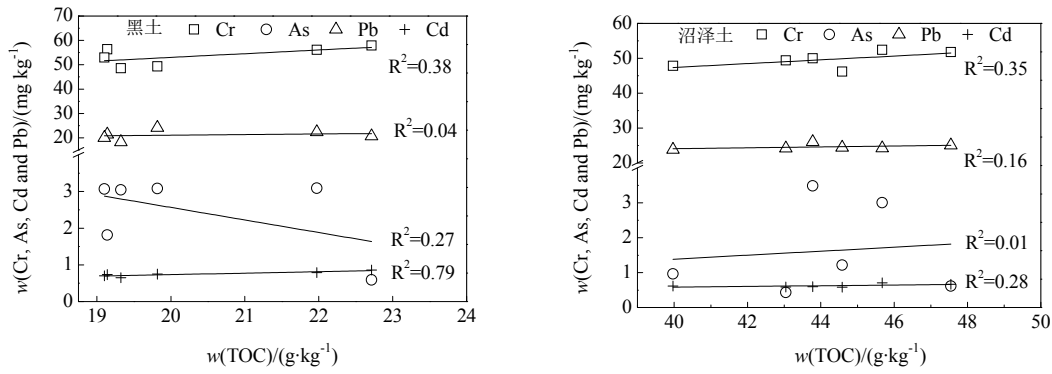 黑土 □ Cr ○ As △ Pb + Cd
70
60
50
40
30
20
3
2
1
0
R²=0.38
R²=0.04
R²=0.27
R²=0.79
19 20 21 22 23 24
w(TOC)/(g·kg⁻¹)
w(Cr, As, Cd and Pb)/(mg kg⁻¹)
沼泽土 □ Cr ○ As △ Pb + Cd
60
50
40
30
20
4
3
2
1
0
R²=0.35
R²=0.16
R²=0.01
R²=0.28
40 42 44 46 48 50
w(TOC)/(g·kg⁻¹)
w(Cr, As, Cd and Pb)/(mg kg⁻¹)